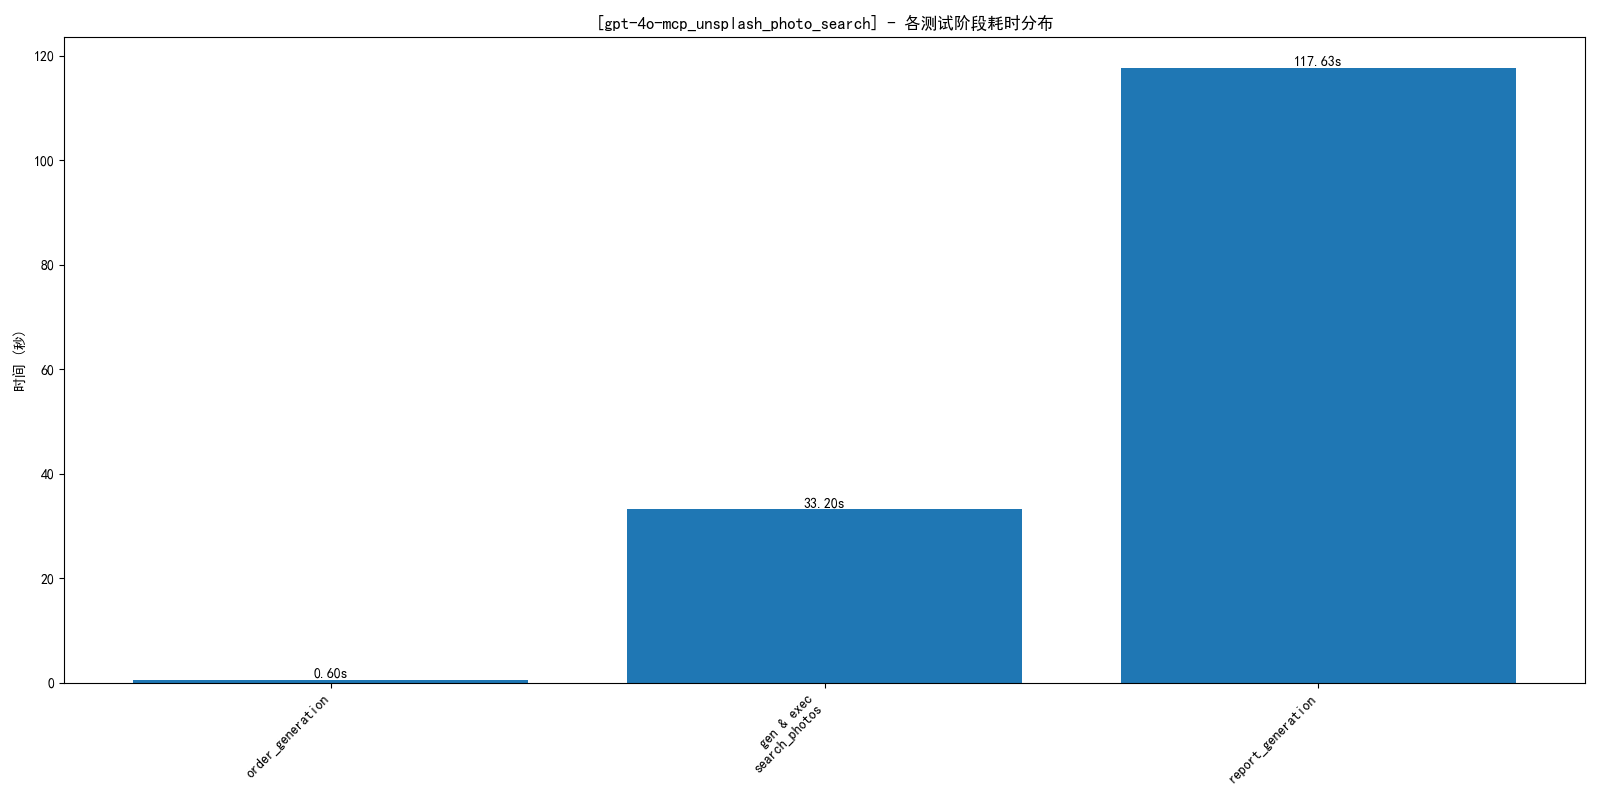 [gpt-4o-mcp_unsplash_photo_search] - 各测试阶段耗时分布
时间 (秒)
120
100
80
60
40
20
0
0.60s
33.20s
117.63s
order_generation
gen & exec
search_photos
report_generation